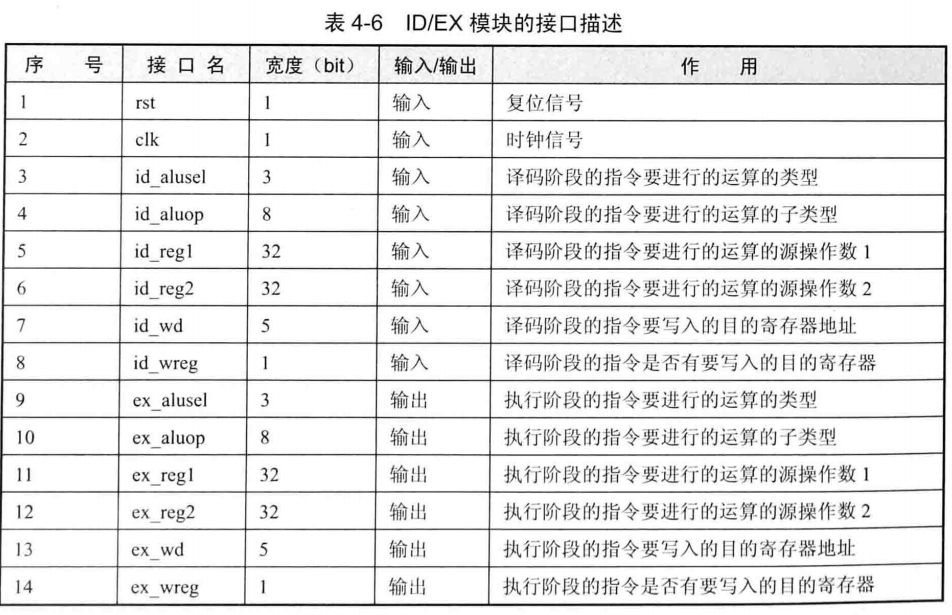 表 4-6 ID/EX 模块的接口描述
序 号 接 口 名 宽度（bit） 输入/输出 作 用
1 rst 1 输入 复位信号
2 clk 1 输入 时钟信号
3 id_alusel 3 输入 译码阶段的指令要进行的运算的类型
4 id_aluop 8 输入 译码阶段的指令要进行的运算的子类型
5 id_reg1 32 输入 译码阶段的指令要进行的运算的源操作数 1
6 id_reg2 32 输入 译码阶段的指令要进行的运算的源操作数 2
7 id_wd 5 输入 译码阶段的指令要写入的目的寄存器地址
8 id_wreg 1 输入 译码阶段的指令是否有要写入的目的寄存器
9 ex_alusel 3 输出 执行阶段的指令要进行的运算的类型
10 ex_aluop 8 输出 执行阶段的指令要进行的运算的子类型
11 ex_reg1 32 输出 执行阶段的指令要进行的运算的源操作数 1
12 ex_reg2 32 输出 执行阶段的指令要进行的运算的源操作数 2
13 ex_wd 5 输出 执行阶段的指令要写入的目的寄存器地址
14 ex_wreg 1 输出 执行阶段的指令是否有要写入的目的寄存器